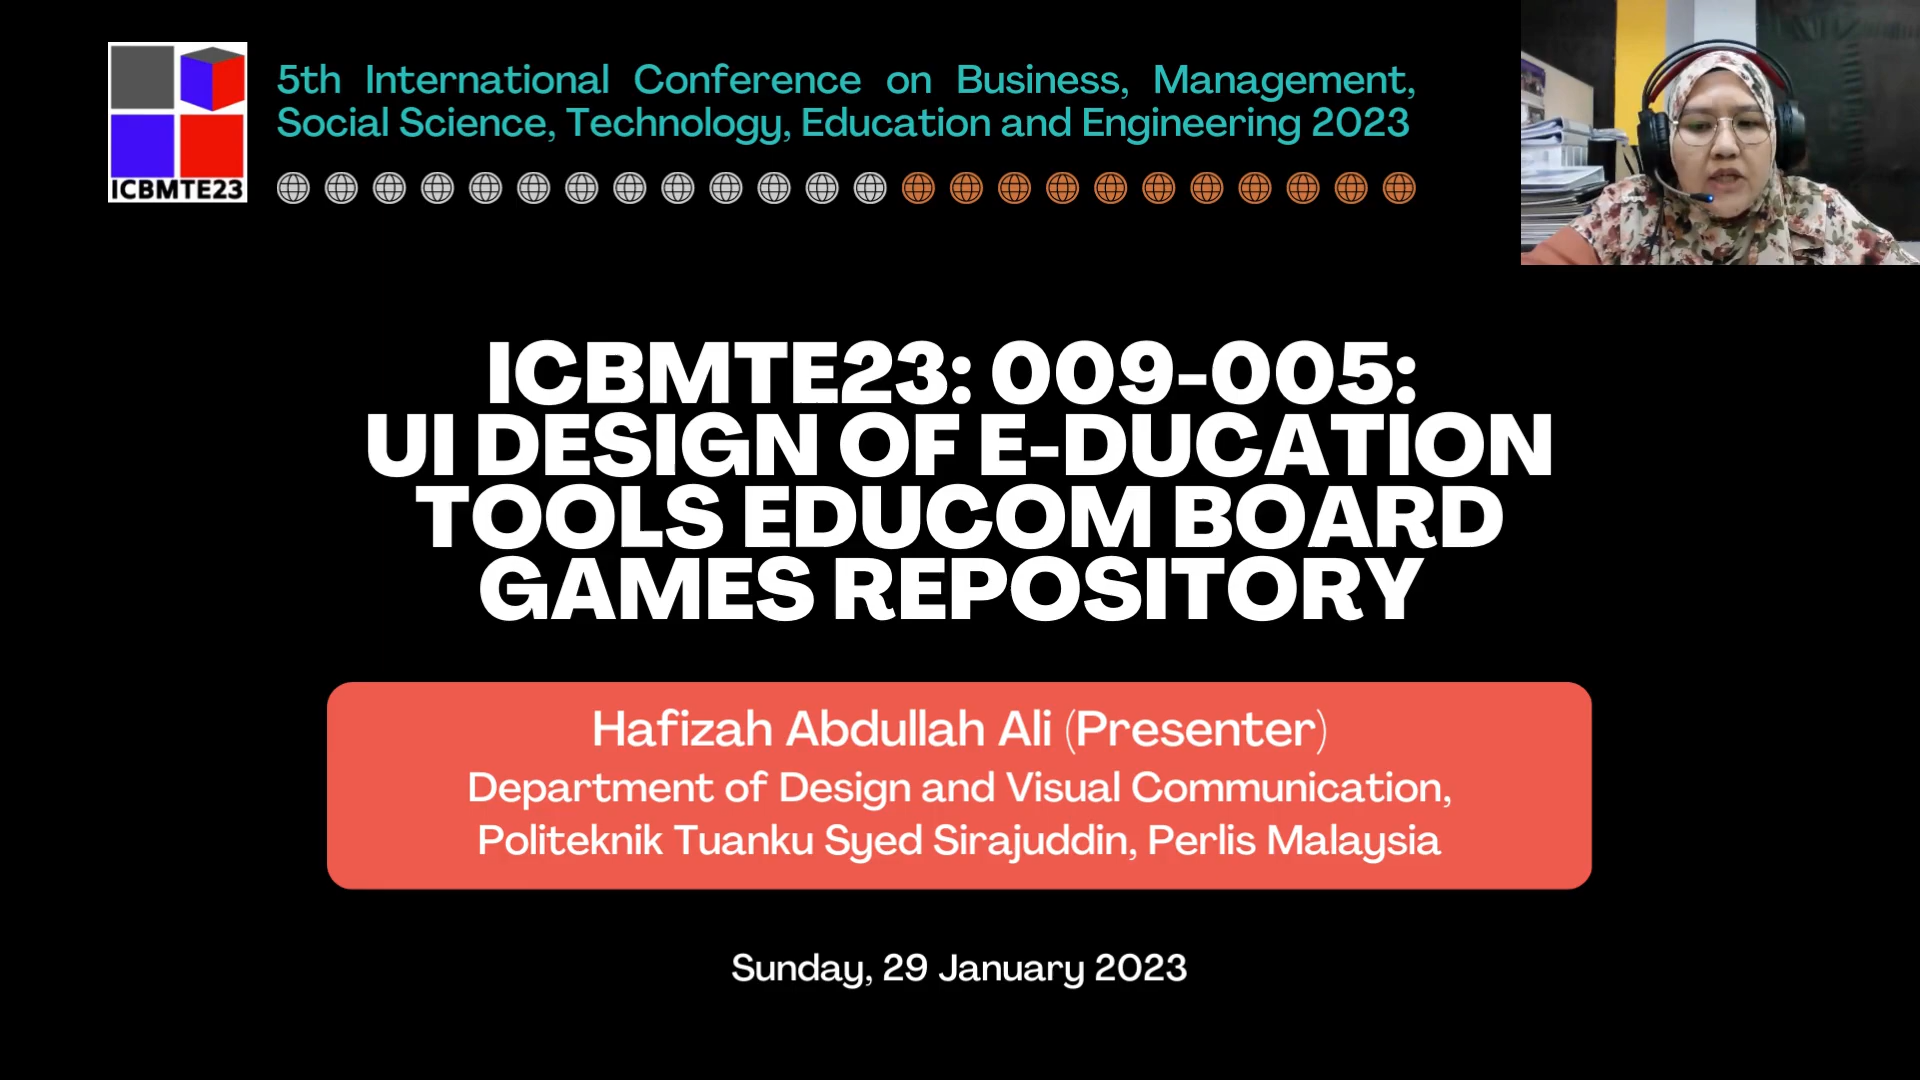 ICBMTE23
5th International Conference on Business, Management,
Social Science, Technology, Education and Engineering 2023
ICBMTE23: 009-005:
UI DESIGN OF E-DUCATION
TOOLS EDUCOM BOARD
GAMES REPOSITORY
Hafizah Abdullah Ali (Presenter)
Department of Design and Visual Communication,
Politeknik Tuanku Syed Sirajuddin, Perlis Malaysia
Sunday, 29 January 2023